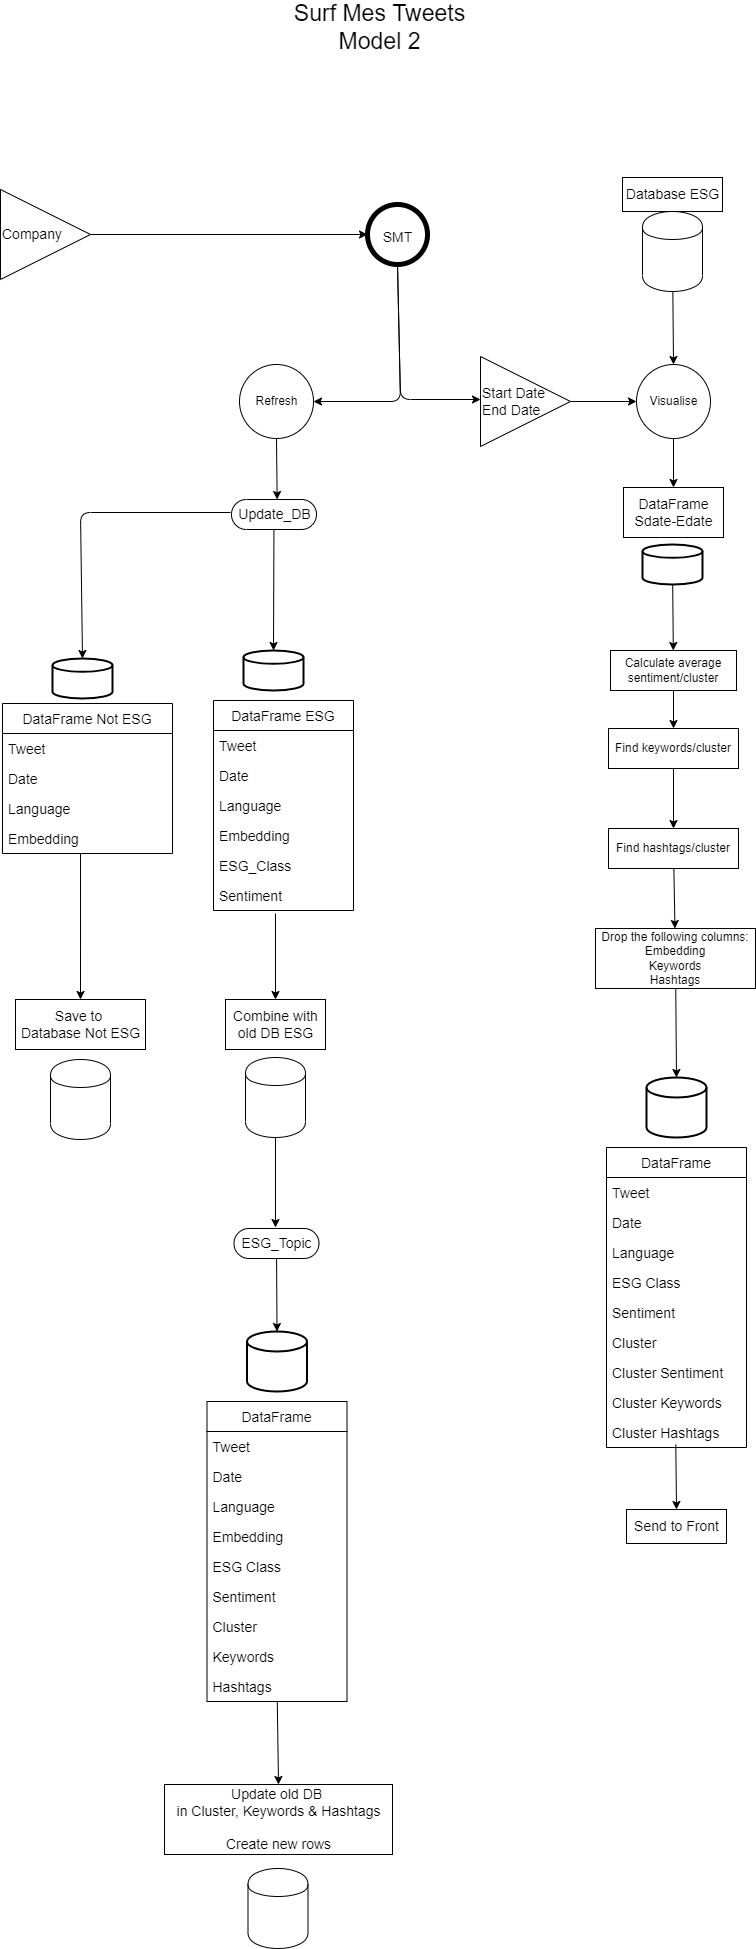 Surf Mes Tweets
Model 2
Database ESG
Company
SMT
Refresh
Start Date
End Date
Visualise
Update_DB
DataFrame
Sdate-Edate
Calculate average
sentiment/cluster
Find keywords/cluster
Find hashtags/cluster
Drop the following columns:
Embedding
Keywords
Hashtags
DataFrame Not ESG
Tweet
Date
Language
Embedding
DataFrame ESG
Tweet
Date
Language
Embedding
ESG_Class
Sentiment
Save to
Database Not ESG
Combine with
old DB ESG
ESG_Topic
DataFrame
Tweet
Date
Language
ESG Class
Sentiment
Cluster
Cluster Sentiment
Cluster Keywords
Cluster Hashtags
Send to Front
DataFrame
Tweet
Date
Language
Embedding
ESG Class
Sentiment
Cluster
Keywords
Hashtags
Update old DB
in Cluster, Keywords & Hashtags
Create new rows